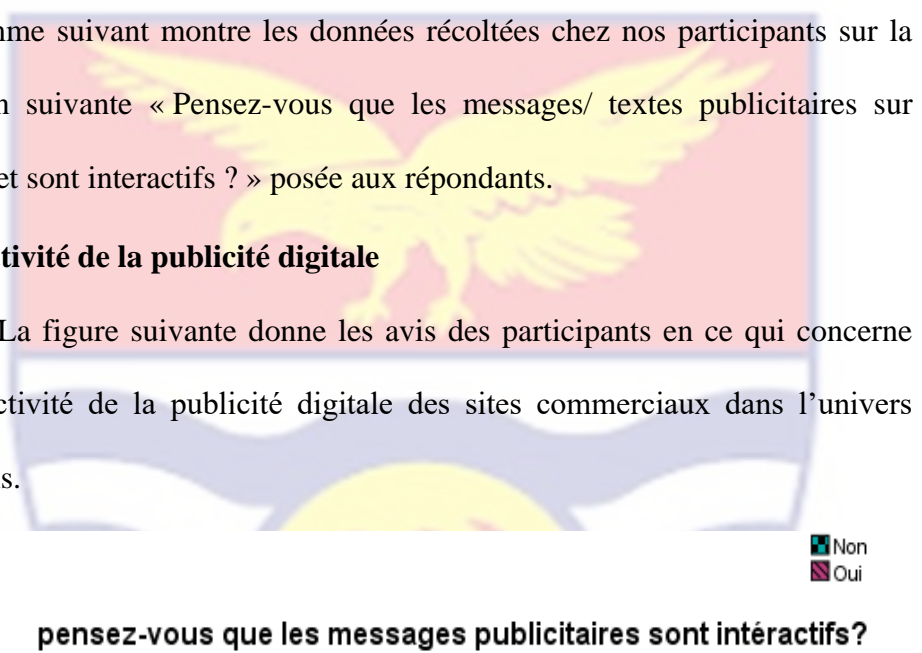 mme suivant montre les données récoltées chez nos participants sur la
n suivante « Pensez-vous que les messages/ textes publicitaires sur
et sont interactifs ? » posée aux répondants.
tivité de la publicité digitale
La figure suivante donne les avis des participants en ce qui concerne
ctivité de la publicité digitale des sites commerciaux dans l’univers
s.
Non
Oui
pensez-vous que les messages publicitaires sont intéractifs?